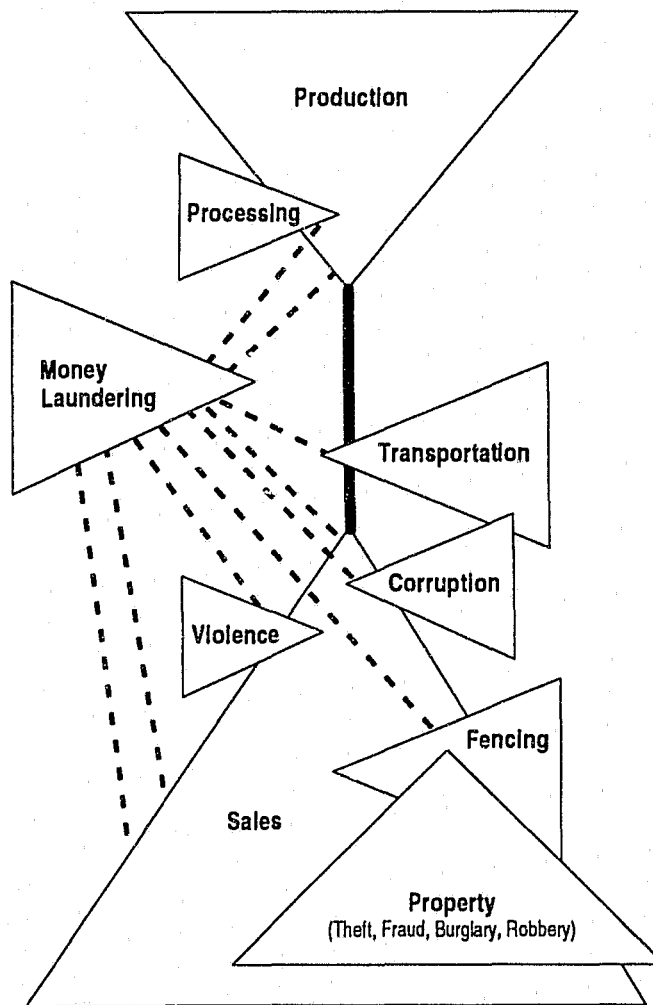 Production
Processing
Money
Laundering
Transportation
Corruption
Violence
Fencing
Sales
Property
(Theft, Fraud, Burglary, Robbery)